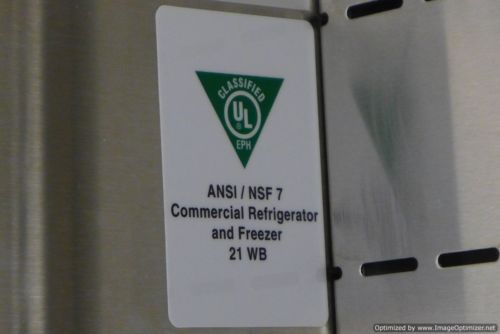 CLASSIFIED
UL
EPH
ANSI / NSF 7
Commercial Refrigerator
and Freezer
21 WB
Optimized by www.ImageOptimizer.net